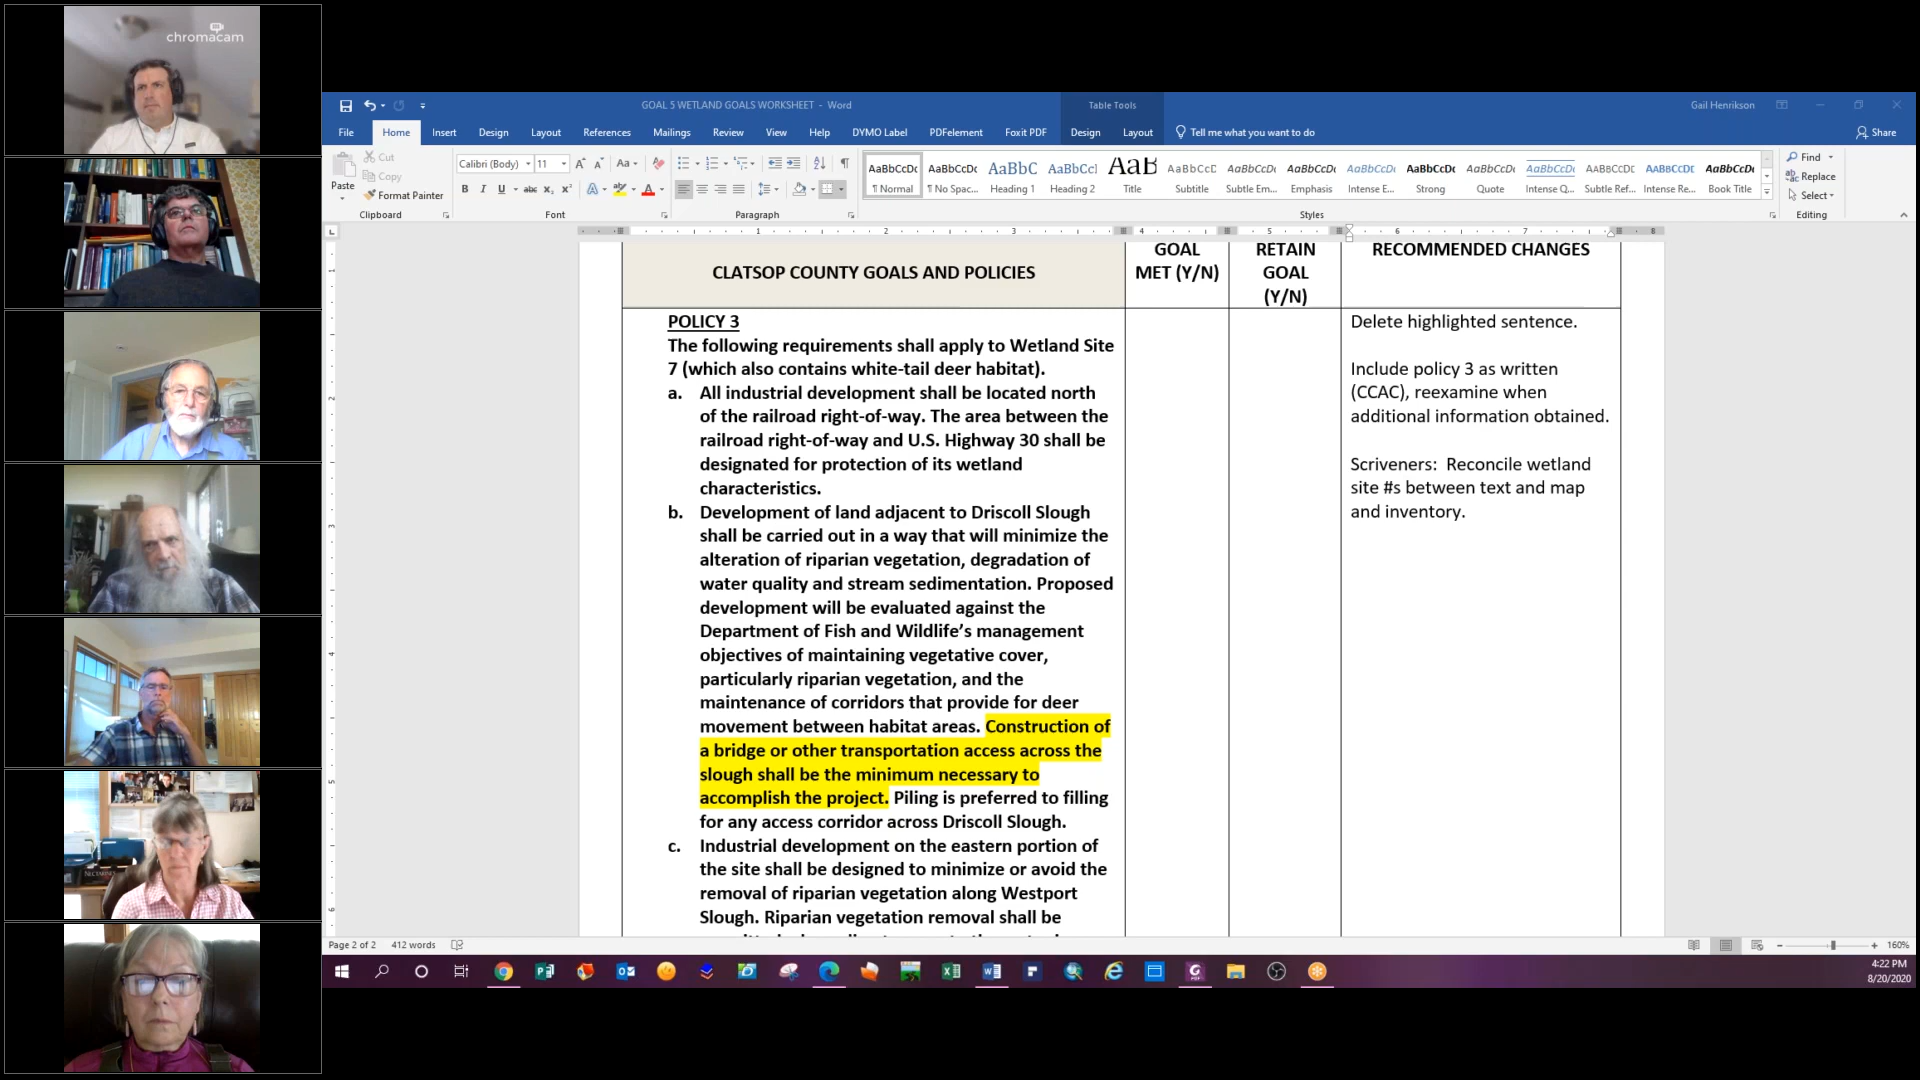 chromacam
GOAL 5 WETLAND GOALS WORKSHEET - Word
Table Tools
Gail Henrikson
File Home Insert Design Layout References Mailings Review View Help DYMO Label PDFelement Foxit PDF Design Layout Tell me what you want to do Share
Paste
Cut
Copy
Format Painter
Clipboard
Calibri (Body) 11
Font
Paragraph
AaBbCcDc AaBbCcDc AaBbC AaBbCcI AaB AaBbCcD
¶ Normal ¶ No Spac... Heading 1 Heading 2 Title Subtitle Subtle Em... Emphasis Intense E... Strong Quote Intense Q... Subtle Ref... Intense Re... Book Title
Styles
Find
Replace
Select
Editing
CLATSOP COUNTY GOALS AND POLICIES
GOAL
MET (Y/N)
RETAIN
GOAL
(Y/N)
RECOMMENDED CHANGES
POLICY 3
The following requirements shall apply to Wetland Site
7 (which also contains white-tail deer habitat).
a. All industrial development shall be located north
of the railroad right-of-way. The area between the
railroad right-of-way and U.S. Highway 30 shall be
designated for protection of its wetland
characteristics.
b. Development of land adjacent to Driscoll Slough
shall be carried out in a way that will minimize the
alteration of riparian vegetation, degradation of
water quality and stream sedimentation. Proposed
development will be evaluated against the
Department of Fish and Wildlife’s management
objectives of maintaining vegetative cover,
particularly riparian vegetation, and the
maintenance of corridors that provide for deer
movement between habitat areas. Construction of
a bridge or other transportation access across the
slough shall be the minimum necessary to
accomplish the project. Piling is preferred to filling
for any access corridor across Driscoll Slough.
c. Industrial development on the eastern portion of
the site shall be designed to minimize or avoid the
removal of riparian vegetation along Westport
Slough. Riparian vegetation removal shall be
Delete highlighted sentence.
Include policy 3 as written
(CCAC), reexamine when
additional information obtained.
Scriveners: Reconcile wetland
site #s between text and map
and inventory.
Page 2 of 2 412 words
160%
4:22 PM
8/20/2020